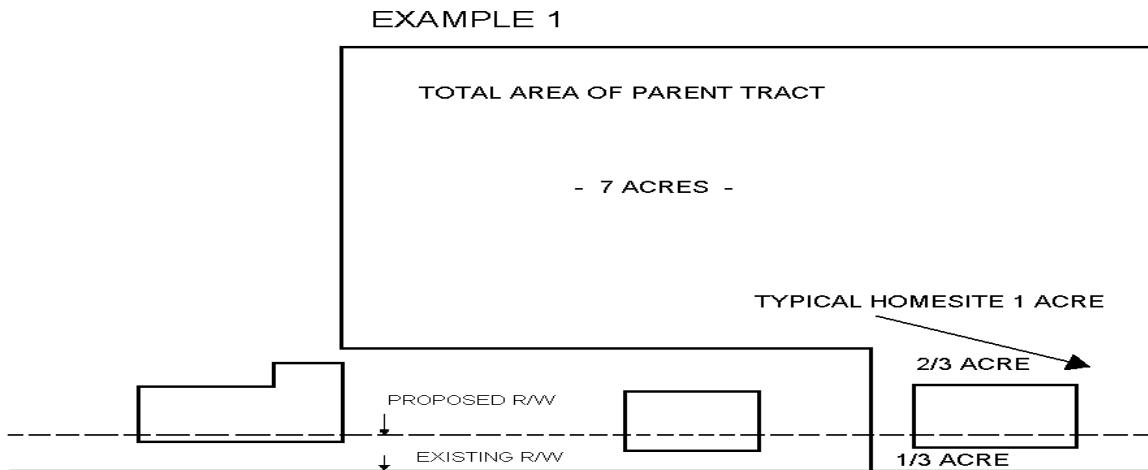 EXAMPLE 1
TOTAL AREA OF PARENT TRACT
- 7 ACRES -
TYPICAL HOMESITE 1 ACRE
2/3 ACRE
PROPOSED R/W
EXISTING R/W
1/3 ACRE